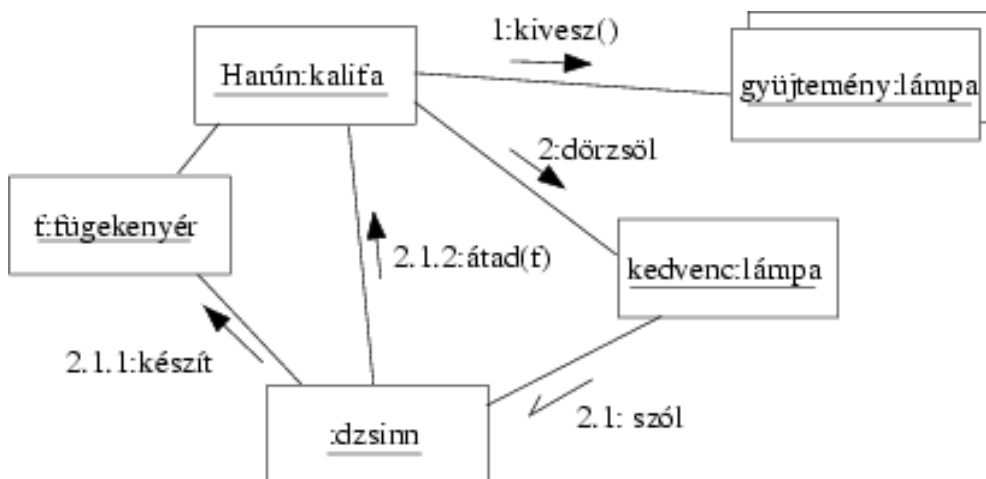 1:kivesz()
Harún:kalifa
gyüjtemény:lámpa
2:dörzsöl
f:fügekenyér
2.1.2:átad(f)
kedvenc:lámpa
2.1.1:készít
2.1: szól
:dzsinn